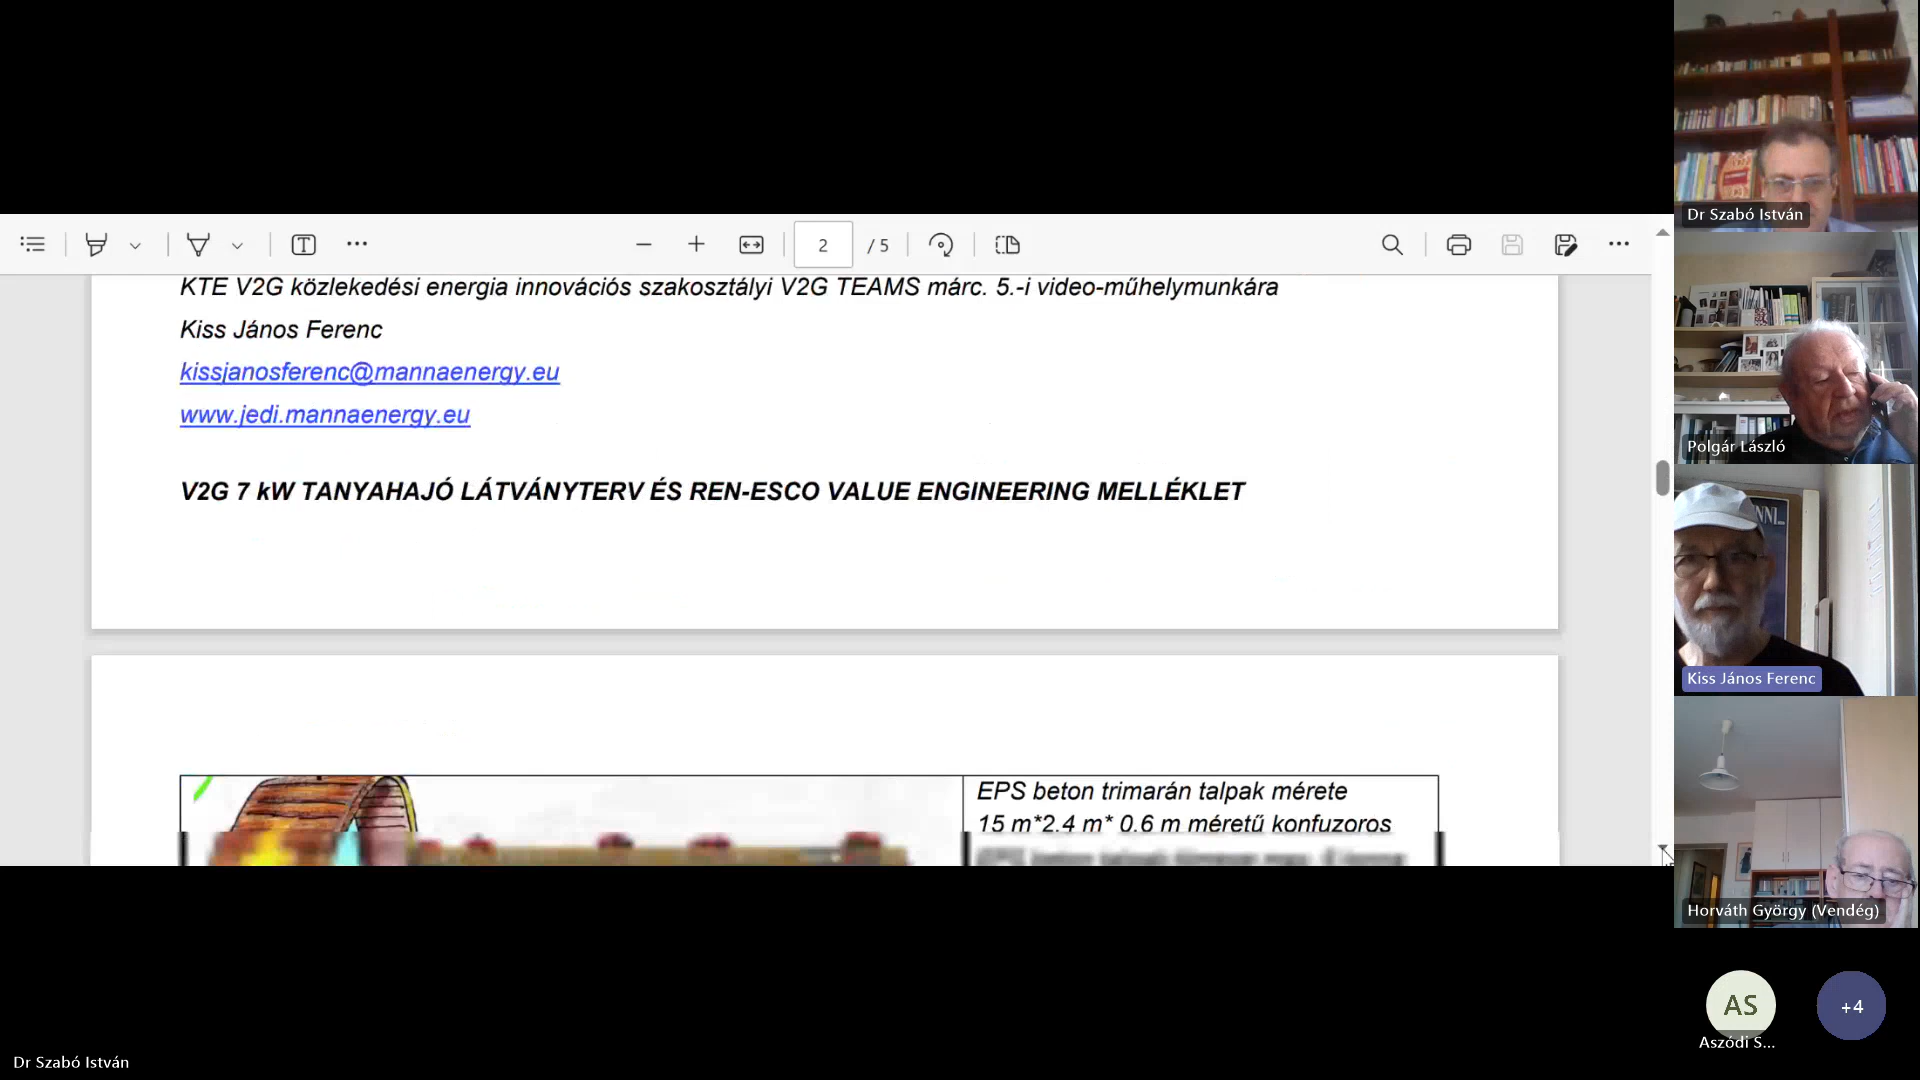 2
/ 5
KTE V2G közlekedési energia innovációs szakosztályi V2G TEAMS márc. 5.-i video-műhelymunkára
Kiss János Ferenc
kissjanosferenc@mannaenergy.eu
www.jedi.mannaenergy.eu
V2G 7 kW TANYAHAJÓ LÁTVÁNYTERV ÉS REN-ESCO VALUE ENGINEERING MELLÉKLET
EPS beton trimarán talpak mérete
15 m*2.4 m* 0.6 m méretű konfuzoros
Dr Szabó István
Polgár László
Kiss János Ferenc
Horváth György (Vendég)
AS
+4
Aszódi S...
Dr Szabó István